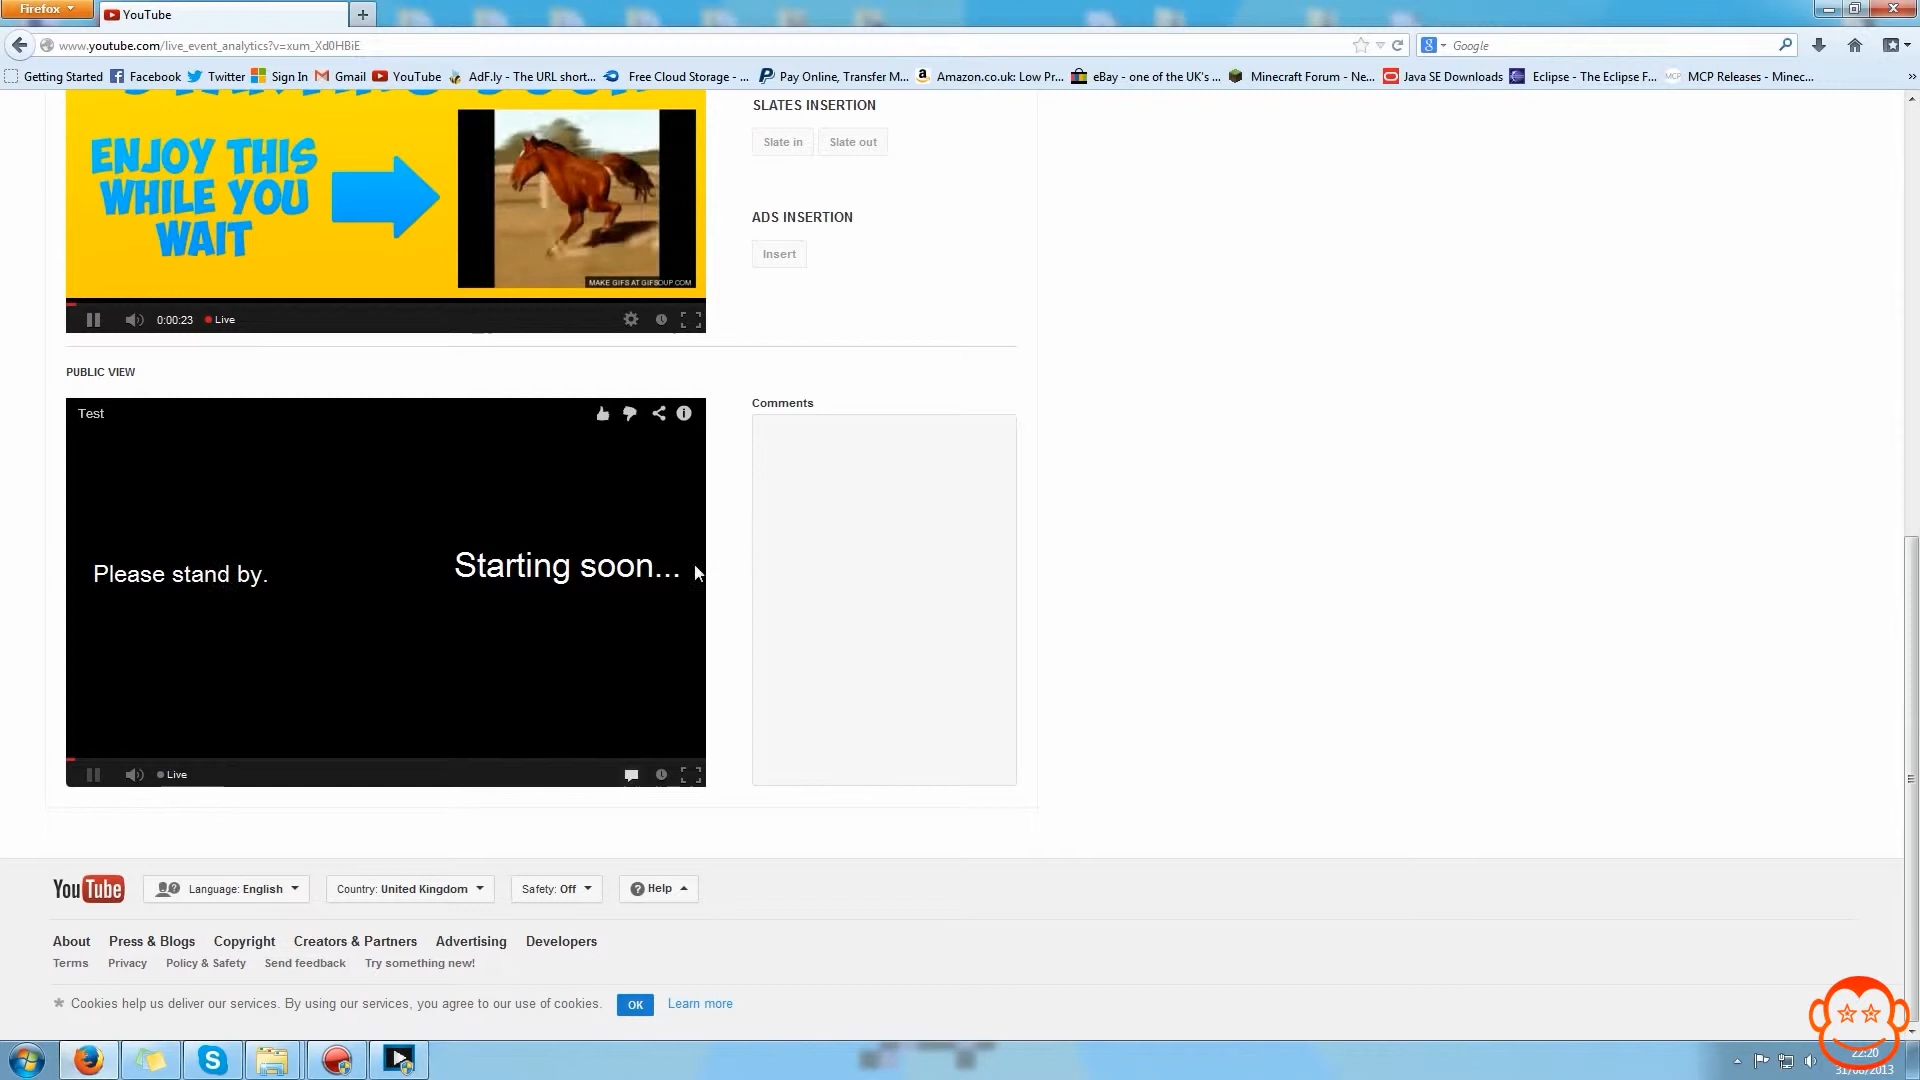 Firefox
YouTube
www.youtube.com/live_event_analytics?v=xum_Xd0HBiE
Google
Getting Started
Facebook
Twitter
Sign In
Gmail
YouTube
AdF.ly - The URL short...
Free Cloud Storage - ...
Pay Online, Transfer M...
Amazon.co.uk: Low Pr...
eBay - one of the UK's ...
Minecraft Forum - Ne...
Java SE Downloads
Eclipse - The Eclipse F...
MCP Releases - Minec...
SLATES INSERTION
Slate in
Slate out
ENJOY THIS
WHILE YOU
WAIT
MAKE GIFS AT GIFSOUP.COM
ADS INSERTION
Insert
0:00:23
Live
PUBLIC VIEW
Test
Comments
Please stand by.
Starting soon...
Live
YouTube
Language: English
Country: United Kingdom
Safety: Off
Help
About
Press & Blogs
Copyright
Creators & Partners
Advertising
Developers
Terms
Privacy
Policy & Safety
Send feedback
Try something new!
Cookies help us deliver our services. By using our services, you agree to our use of cookies.
OK
Learn more
22:20
31/08/2013